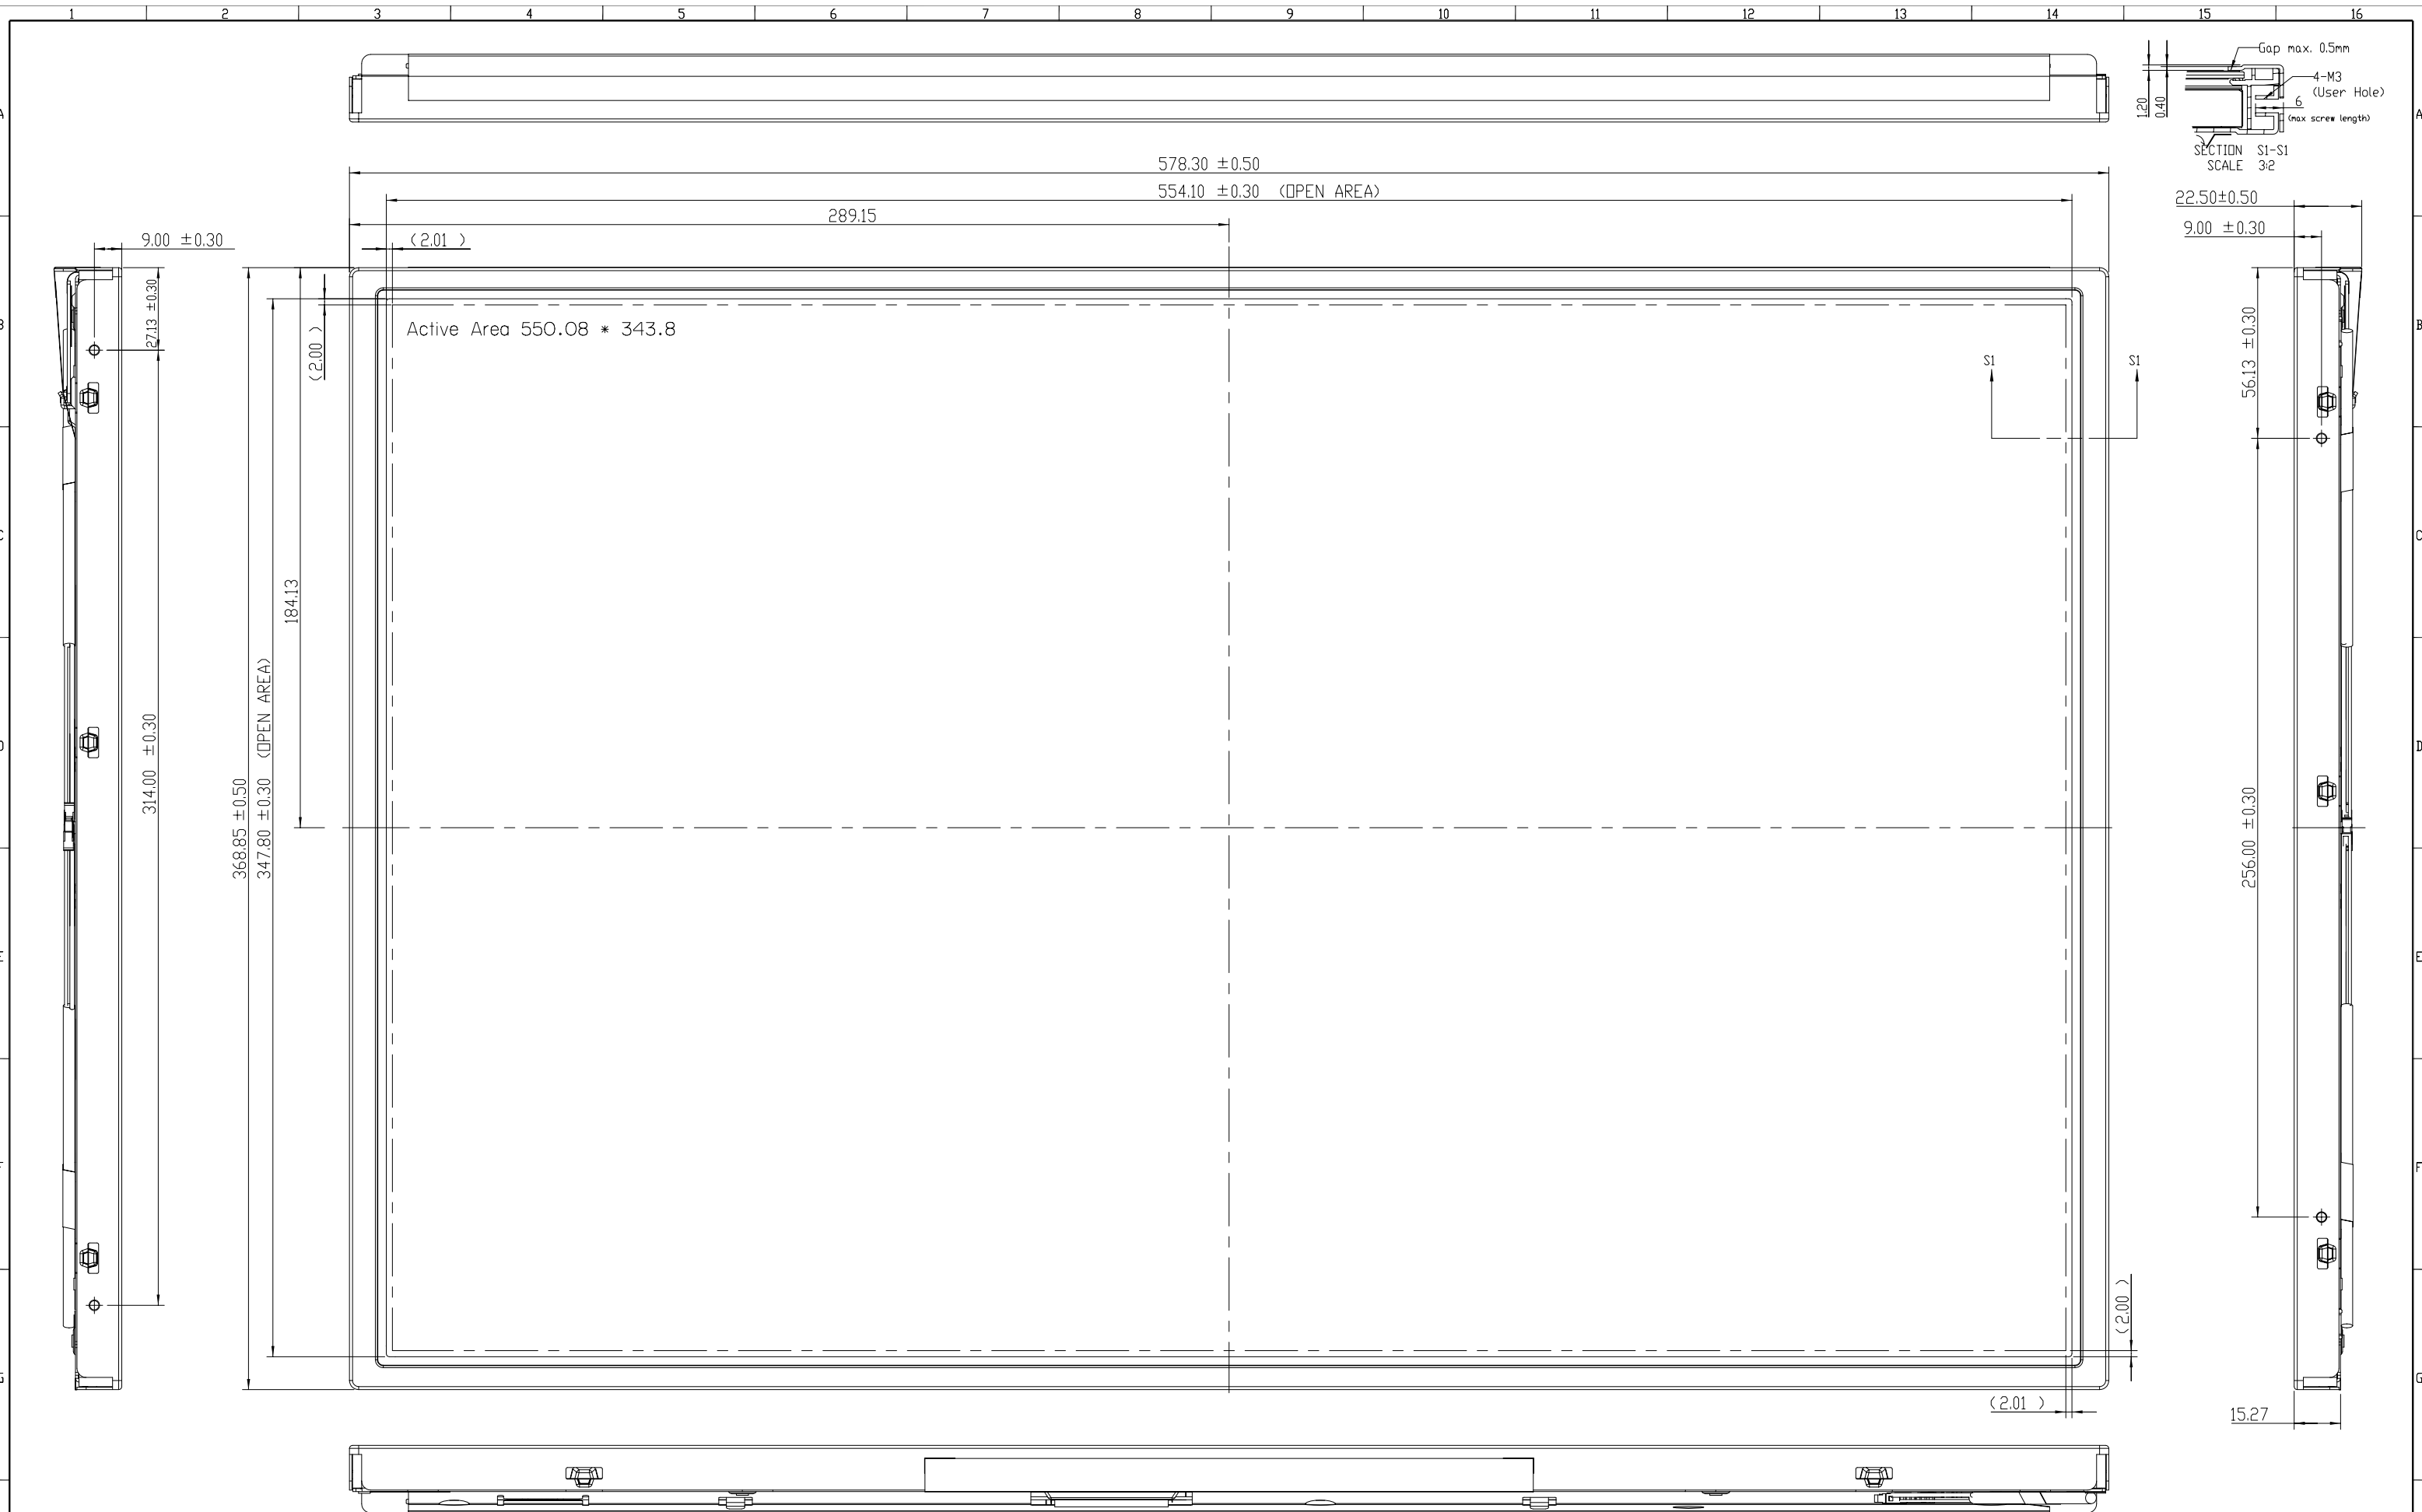 1 2 3 4 5 6 7 8 9 10 11 12 13 14 15 16
Gap max. 0.5mm
4-M3
(User Hole)
6
(max screw length)
1.20
0.40
SECTION S1-S1
SCALE 3:2
A
A
578.30 ±0.50
554.10 ±0.30 (OPEN AREA)
289.15
(2.01 )
9.00 ±0.30
22.50±0.50
9.00 ±0.30
27.13 ±0.30
(2.00 )
Active Area 550.08 * 343.8
S1
S1
56.13 ±0.30
B
B
C
184.13
314.00 ±0.30
368.85 ±0.50
347.80 ±0.30 (OPEN AREA)
256.00 ±0.30
D
E
F
(2.00 )
G
(2.01 )
15.27